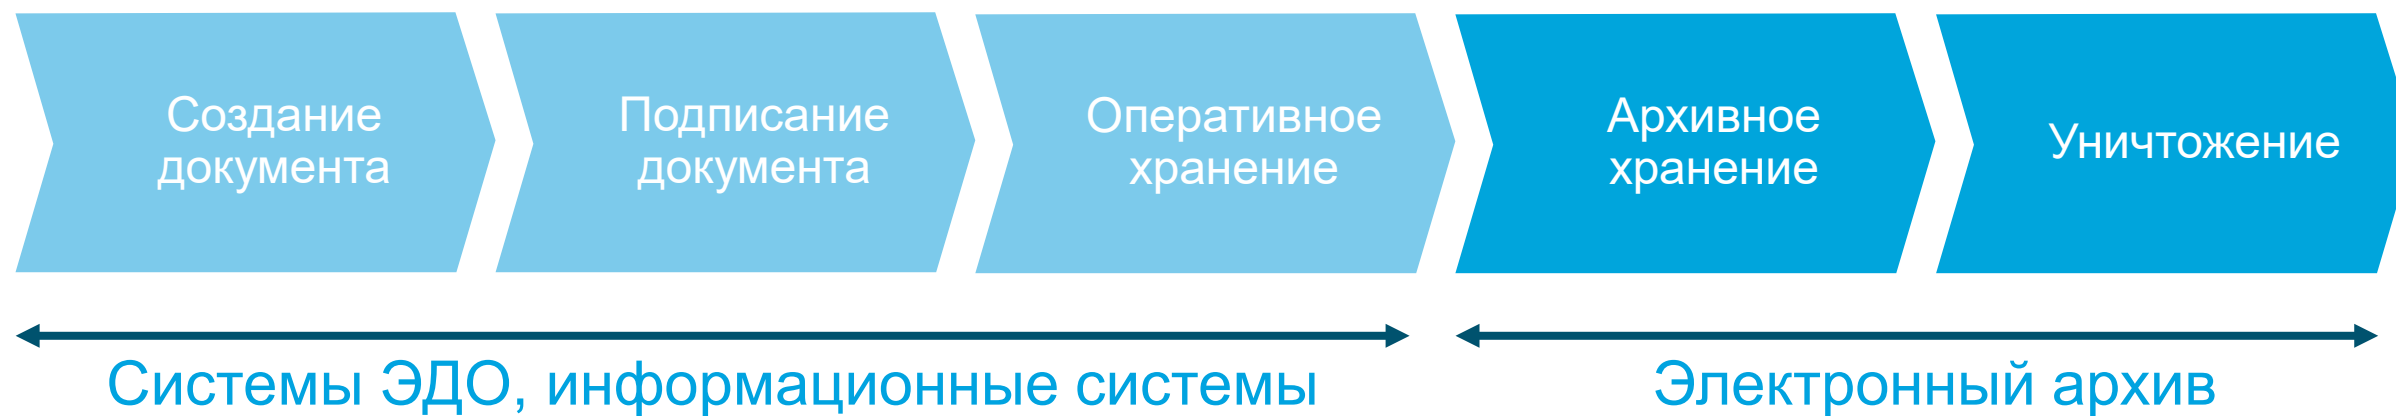 Создание
документа
Подписание
документа
Оперативное
хранение
Архивное
хранение
Уничтожение
Системы ЭДО, информационные системы
Электронный архив